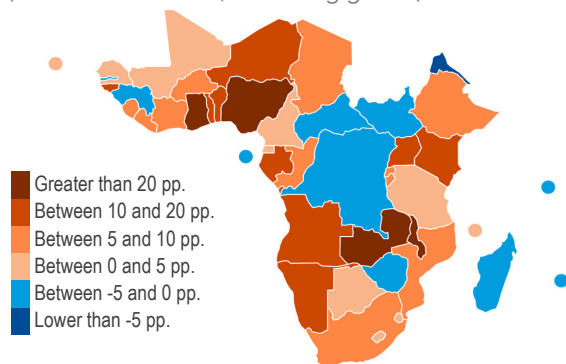 Greater than 20 pp.
Between 10 and 20 pp.
Between 5 and 10 pp.
Between 0 and 5 pp.
Between -5 and 0 pp.
Lower than -5 pp.